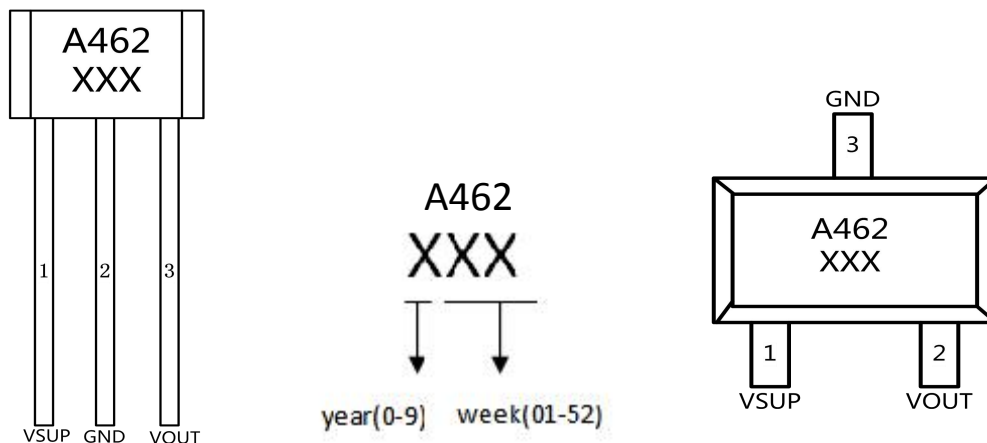 A462
XXX
1
2
3
VSUP
GND
VOUT
A462
XXX
year(0-9)
week(01-52)
GND
3
A462
XXX
1
2
VSUP
VOUT